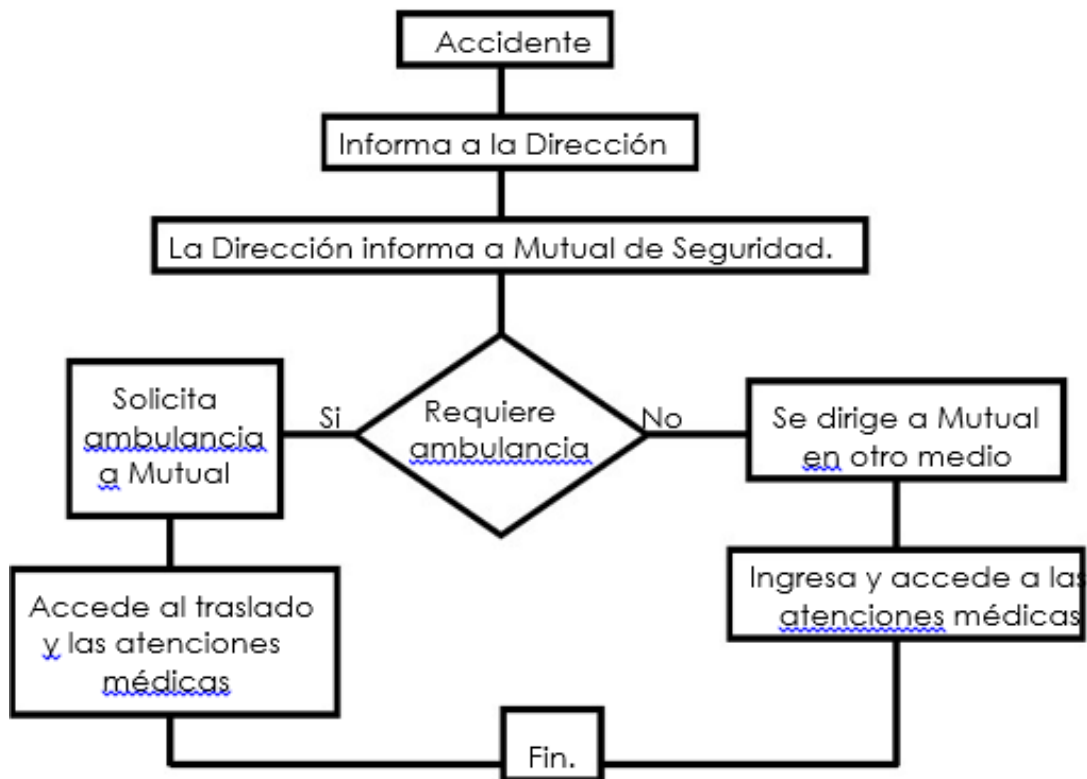 Accidente
Informa a la Dirección
La Dirección informa a Mutual de Seguridad.
Solicita
ambulancia
a Mutual
Si
Requiere
ambulancia
No
Se dirige a Mutual
en otro medio
Accede al traslado
y las atenciones
médicas
Ingresa y accede a las
atenciones médicas
Fin.